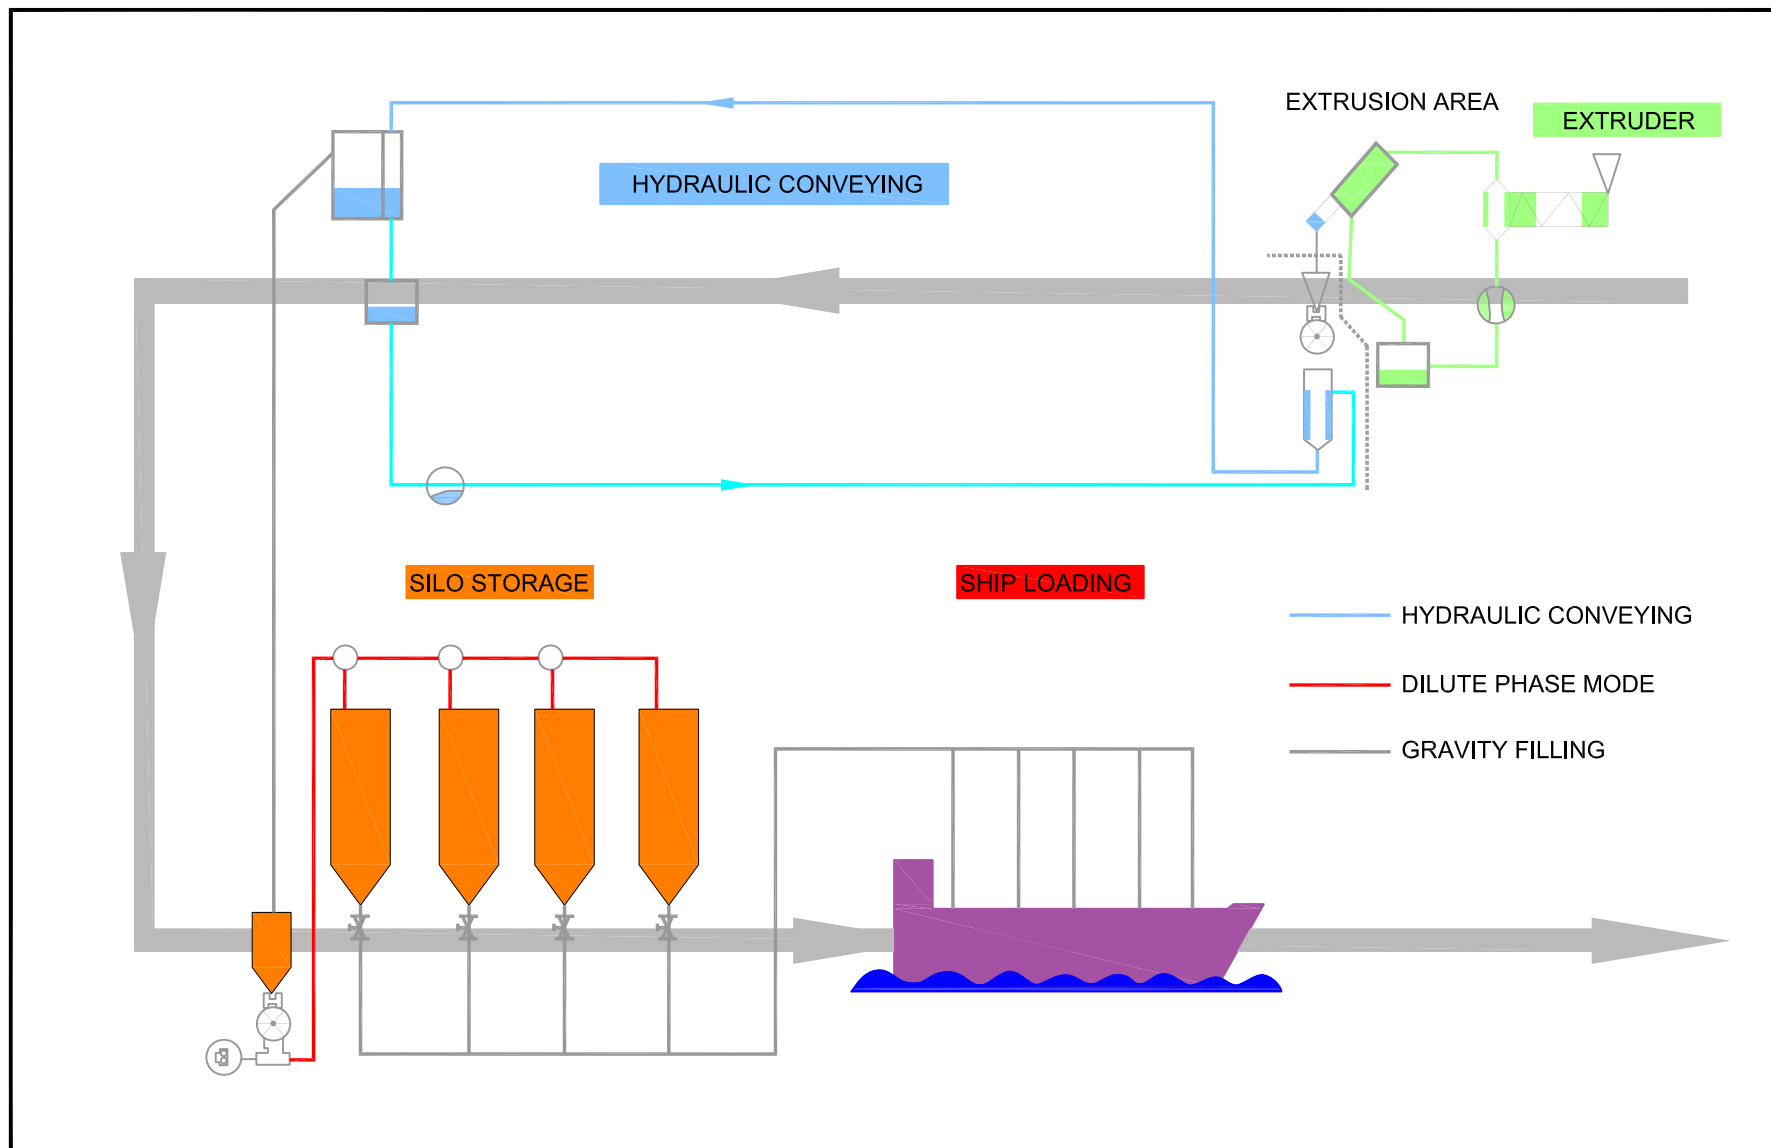 EXTRUSION AREA
EXTRUDER
HYDRAULIC CONVEYING
SILO STORAGE
SHIP LOADING
HYDRAULIC CONVEYING
DILUTE PHASE MODE
GRAVITY FILLING